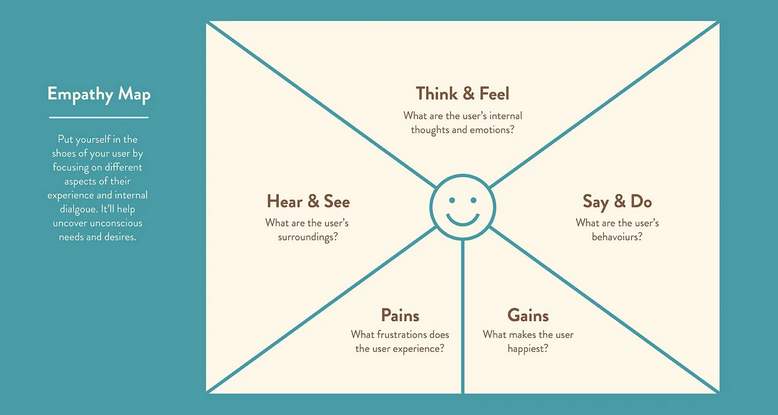 Empathy Map
Put yourself in the
shoes of your user by
focusing on different
aspects of their
experience and internal
dialgoue. It'll help
uncover unconscious
needs and desires.
Think & Feel
What are the user's internal
thoughts and emotions?
Hear & See
What are the user's
surroundings?
Say & Do
What are the user's
behavoiurs?
Pains
What frustrations does
the user experience?
Gains
What makes the user
happiest?